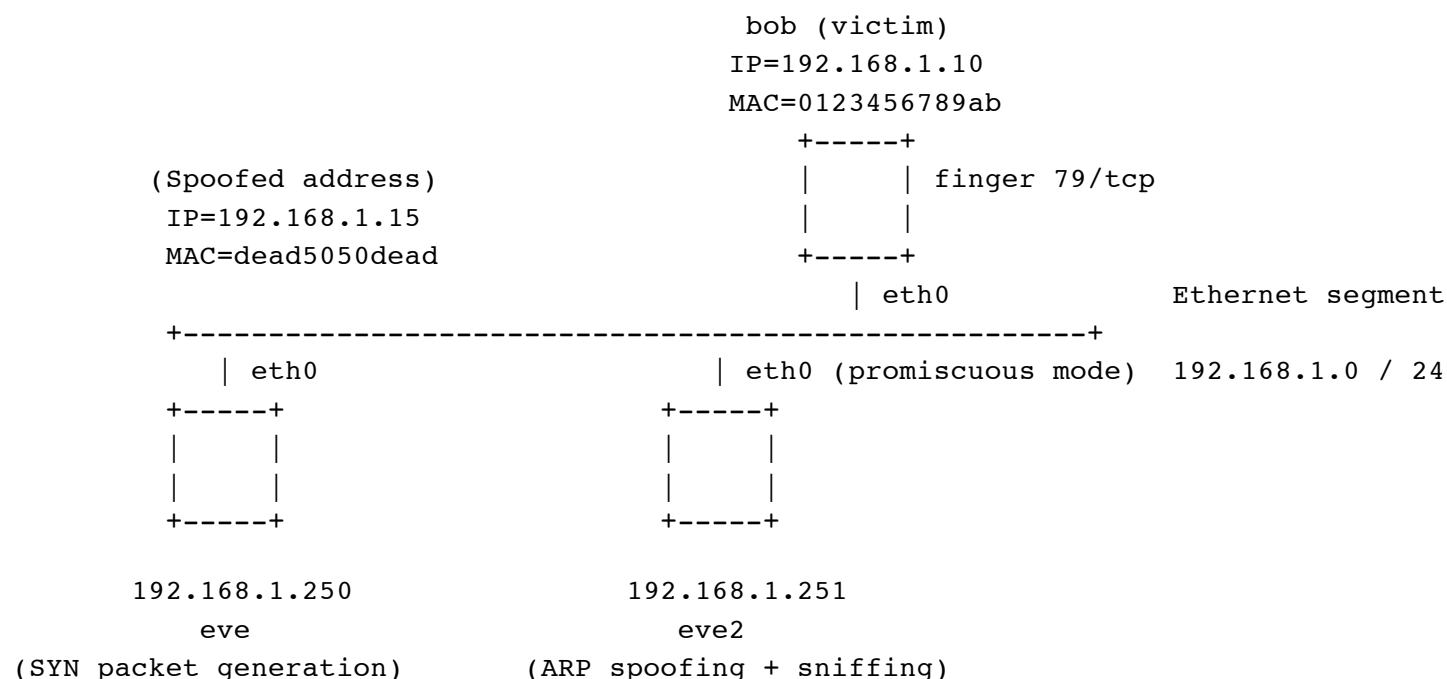 bob (victim)
IP=192.168.1.10
MAC=0123456789ab
(Spoofed address)
finger 79/tcp
IP=192.168.1.15
MAC=dead5050dead
eth0
Ethernet segment
eth0
eth0 (promiscuous mode)
192.168.1.0 / 24
192.168.1.250
192.168.1.251
eve
eve2
(SYN packet generation)
(ARP spoofing + sniffing)